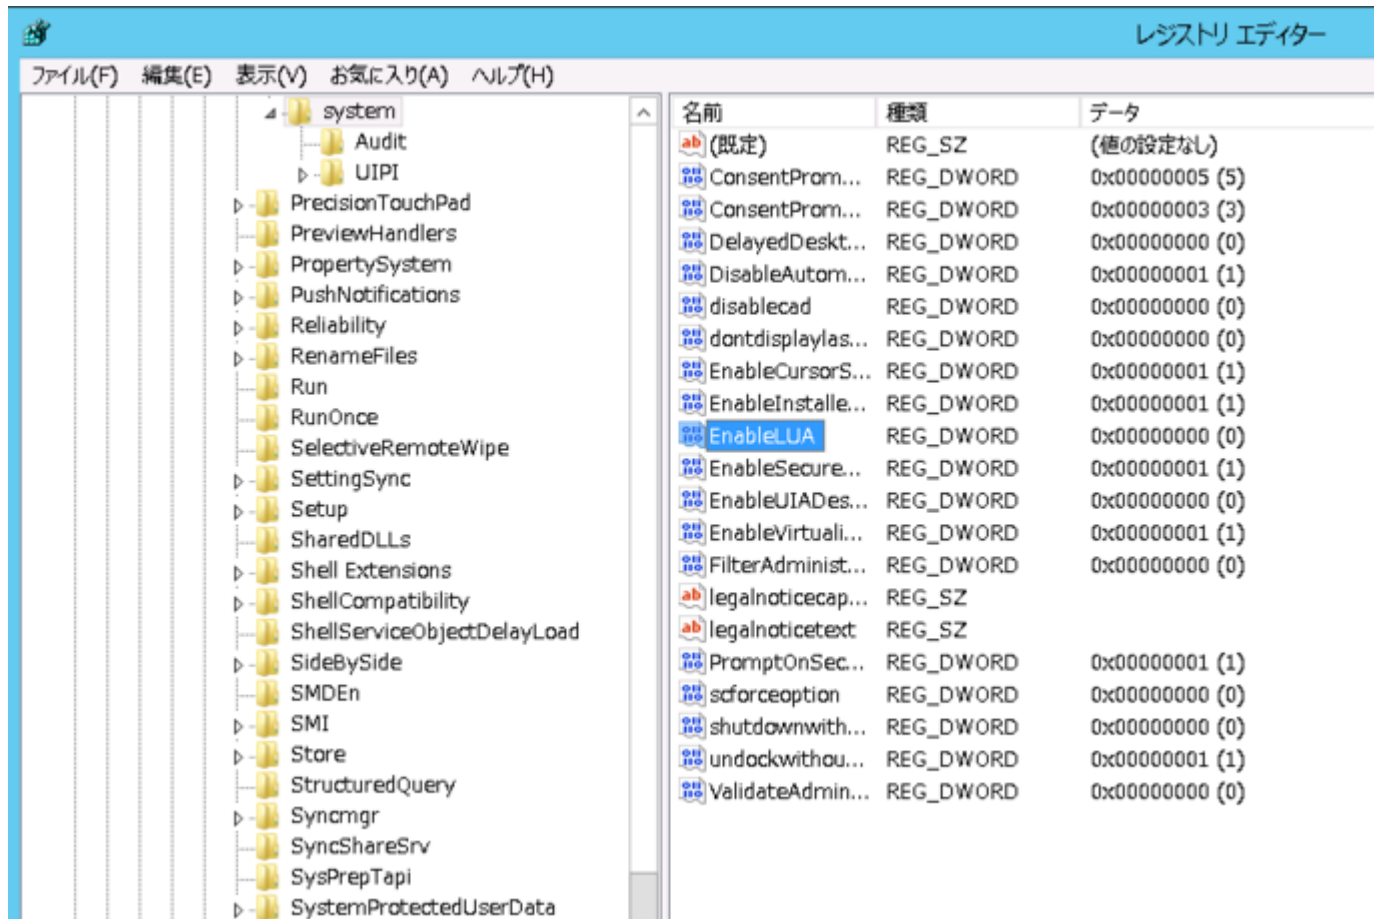 レジストリ エディター
ファイル(F) 編集(E) 表示(V) お気に入り(A) ヘルプ(H)
system
Audit
UIPI
PrecisionTouchPad
PreviewHandlers
PropertySystem
PushNotifications
Reliability
RenameFiles
Run
RunOnce
SelectiveRemoteWipe
SettingSync
Setup
SharedDLLs
Shell Extensions
ShellCompatibility
ShellServiceObjectDelayLoad
SideBySide
SMDEn
SMI
Store
StructuredQuery
Syncmgr
SyncShareSrv
SysPrepTapi
SystemProtectedUserData
名前 種類 データ
(既定) REG_SZ (値の設定なし)
ConsentProm... REG_DWORD 0x00000005 (5)
ConsentProm... REG_DWORD 0x00000003 (3)
DelayedDeskt... REG_DWORD 0x00000000 (0)
DisableAutom... REG_DWORD 0x00000001 (1)
disablecad REG_DWORD 0x00000000 (0)
dontdisplaylas... REG_DWORD 0x00000000 (0)
EnableCursorS... REG_DWORD 0x00000001 (1)
EnableInstalle... REG_DWORD 0x00000001 (1)
EnableLUA REG_DWORD 0x00000000 (0)
EnableSecure... REG_DWORD 0x00000001 (1)
EnableUIADes... REG_DWORD 0x00000000 (0)
EnableVirtuali... REG_DWORD 0x00000001 (1)
FilterAdminist... REG_DWORD 0x00000000 (0)
legalnoticecap... REG_SZ
legalnoticetext REG_SZ
PromptOnSec... REG_DWORD 0x00000001 (1)
scforceoption REG_DWORD 0x00000000 (0)
shutdownwith... REG_DWORD 0x00000000 (0)
undockwithou... REG_DWORD 0x00000001 (1)
ValidateAdmin... REG_DWORD 0x00000000 (0)